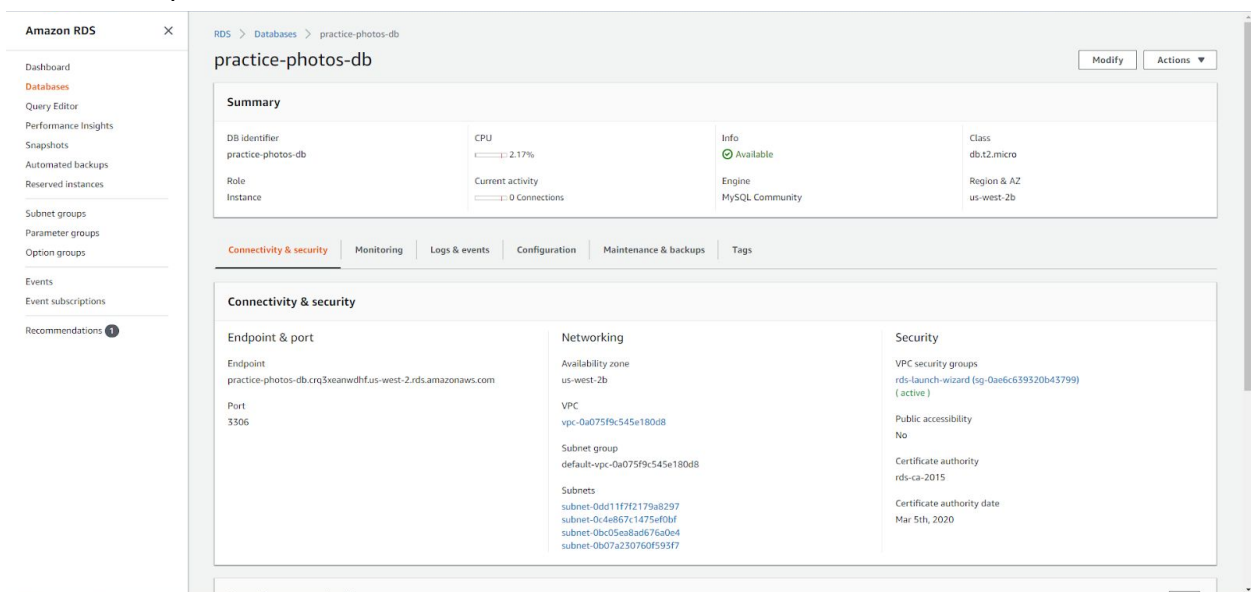 Amazon RDS
Dashboard
Databases
Query Editor
Performance Insights
Snapshots
Automated backups
Reserved instances
Subnet groups
Parameter groups
Option groups
Events
Event subscriptions
Recommendations 1
RDS > Databases > practice-photos-db
practice-photos-db
Modify
Actions
Summary
DB identifier
practice-photos-db
CPU
2.17%
Info
Available
Class
db.t2.micro
Role
Instance
Current activity
0 Connections
Engine
MySQL Community
Region & AZ
us-west-2b
Connectivity & security
Monitoring
Logs & events
Configuration
Maintenance & backups
Tags
Connectivity & security
Endpoint & port
Endpoint
practice-photos-db.crq3xeanwdhf.us-west-2.rds.amazonaws.com
Port
3306
Networking
Availability zone
us-west-2b
VPC
vpc-0a075f9c545e180d8
Subnet group
default-vpc-0a075f9c545e180d8
Subnets
subnet-0dd11f7f2179a8297
subnet-0c4e867c1475ef0bf
subnet-0bc05ea8ad676a0e4
subnet-0b07a230760f593f7
Security
VPC security groups
rds-launch-wizard (sg-0ae6c639320b43799)
( active )
Public accessibility
No
Certificate authority
rds-ca-2015
Certificate authority date
Mar 5th, 2020